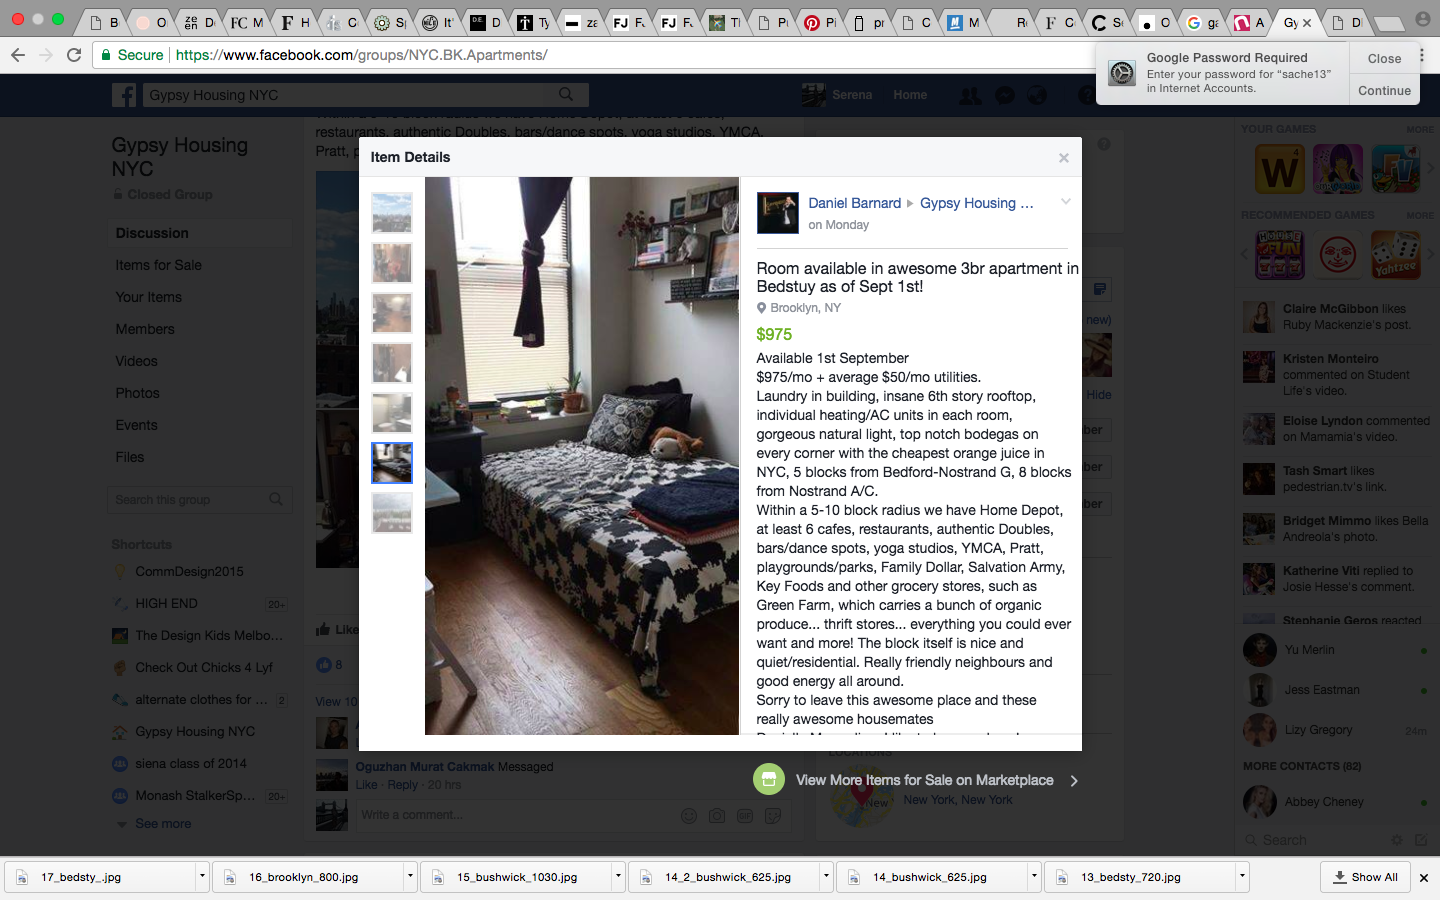 Secure
https://www.facebook.com/groups/NYC.BK.Apartments/
Google Password Required
Enter your password for “sache13”
in Internet Accounts.
Close
Continue
Gypsy Housing NYC
Serena
Home
Gypsy Housing
NYC
Closed Group
Discussion
Items for Sale
Your Items
Members
Videos
Photos
Events
Files
Search this group
Shortcuts
CommDesign2015
HIGH END
20+
The Design Kids Melbo...
Check Out Chicks 4 Lyf
alternate clothes for ...
2
Gypsy Housing NYC
siena class of 2014
Monash StalkerSp...
20+
See more
restaurants, authentic Doubles, bars/dance spots, yoga studios, YMCA,
Pratt, p
Like
8
View 10
Item Details
Daniel Barnard
Gypsy Housing ...
on Monday
Room available in awesome 3br apartment in
Bedstuy as of Sept 1st!
Brooklyn, NY
$975
Available 1st September
$975/mo + average $50/mo utilities.
Laundry in building, insane 6th story rooftop,
individual heating/AC units in each room,
gorgeous natural light, top notch bodegas on
every corner with the cheapest orange juice in
NYC, 5 blocks from Bedford-Nostrand G, 8 blocks
from Nostrand A/C.
Within a 5-10 block radius we have Home Depot,
at least 6 cafes, restaurants, authentic Doubles,
bars/dance spots, yoga studios, YMCA, Pratt,
playgrounds/parks, Family Dollar, Salvation Army,
Key Foods and other grocery stores, such as
Green Farm, which carries a bunch of organic
produce... thrift stores... everything you could ever
want and more! The block itself is nice and
quiet/residential. Really friendly neighbours and
good energy all around.
Sorry to leave this awesome place and these
really awesome housemates
View More Items for Sale on Marketplace
Oguzhan Murat Cakmak Messaged
Like · Reply · 20 hrs
Write a comment...
LOCATIONS
New
New York, New York
new)
Hide
YOUR GAMES
MORE
RECOMMENDED GAMES
MORE
Claire McGibbon likes
Ruby Mackenzie's post.
Kristen Monteiro
commented on Student
Life's video.
Eloise Lyndon commented
on Mamamia's video.
Tash Smart likes
pedestrian.tv's link.
Bridget Mimmo likes Bella
Andreola's photo.
Katherine Viti replied to
Josie Hesse's comment.
Stephanie Gerps reacted
Yu Merlin
Jess Eastman
Lizy Gregory
24m
MORE CONTACTS (82)
Abbey Cheney
Search
17_bedsty_.jpg
16_brooklyn_800.jpg
15_bushwick_1030.jpg
14_2_bushwick_625.jpg
14_bushwick_625.jpg
13_bedsty_720.jpg
Show All